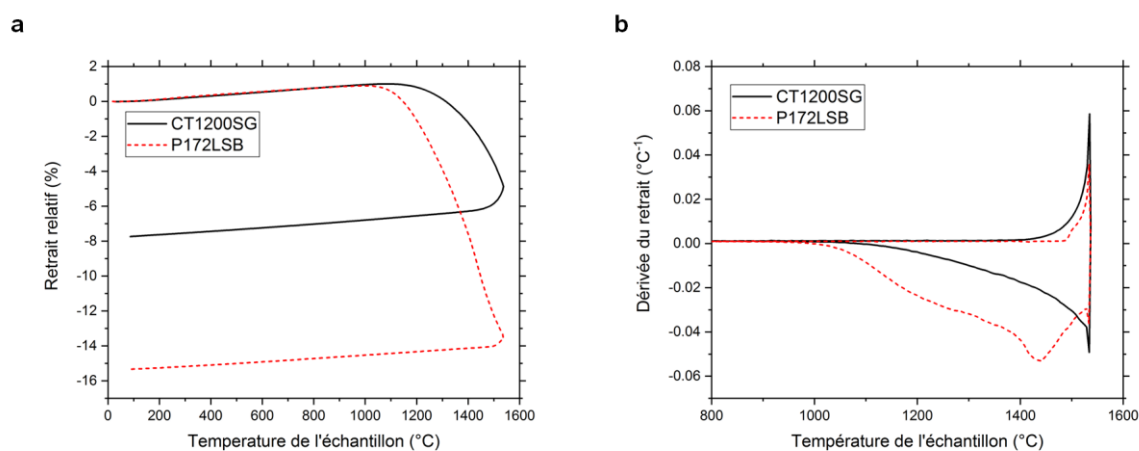 a
2
0
-2
-4
-6
-8
-10
-12
-14
-16
0 200 400 600 800 1000 1200 1400 1600
Retrait relatif (%)
Temperature de l'échantillon (°C)
CT1200SG
P172LSB
b
0.08
0.06
0.04
0.02
0.00
-0.02
-0.04
-0.06
800 1000 1200 1400 1600
Dérivée du retrait (°C⁻¹)
Température de l'échantillon (°C)
CT1200SG
P172LSB